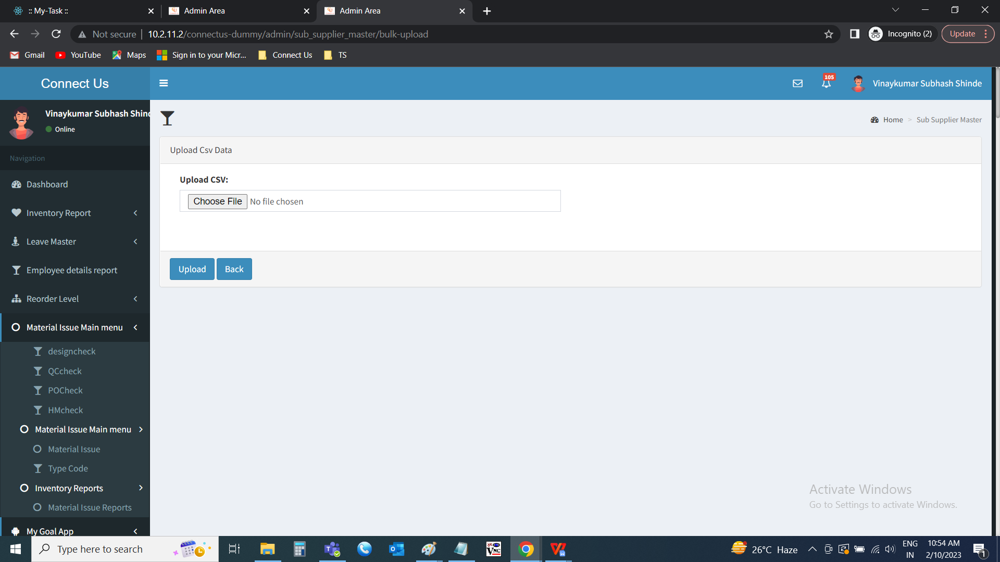 :: My-Task ::
Admin Area
Admin Area
Not secure
10.2.11.2/connectus-dummy/admin/sub_supplier_master/bulk-upload
Incognito (2)
Update
Gmail
YouTube
Maps
Sign in to your Micr...
Connect Us
TS
Connect Us
105
Vinaykumar Subhash Shinde
Vinaykumar Subhash Shind
Online
Home > Sub Supplier Master
Navigation
Upload Csv Data
Upload CSV:
Choose File No file chosen
Upload
Back
Dashboard
Inventory Report
Leave Master
Employee details report
Reorder Level
Material Issue Main menu
designcheck
QCcheck
POCheck
HMcheck
Material Issue Main menu
Material Issue
Type Code
Inventory Reports
Material Issue Reports
My Goal App
Activate Windows
Go to Settings to activate Windows.
Type here to search
VNC
26°C Haze
ENG
IN
10:54 AM
2/10/2023
1